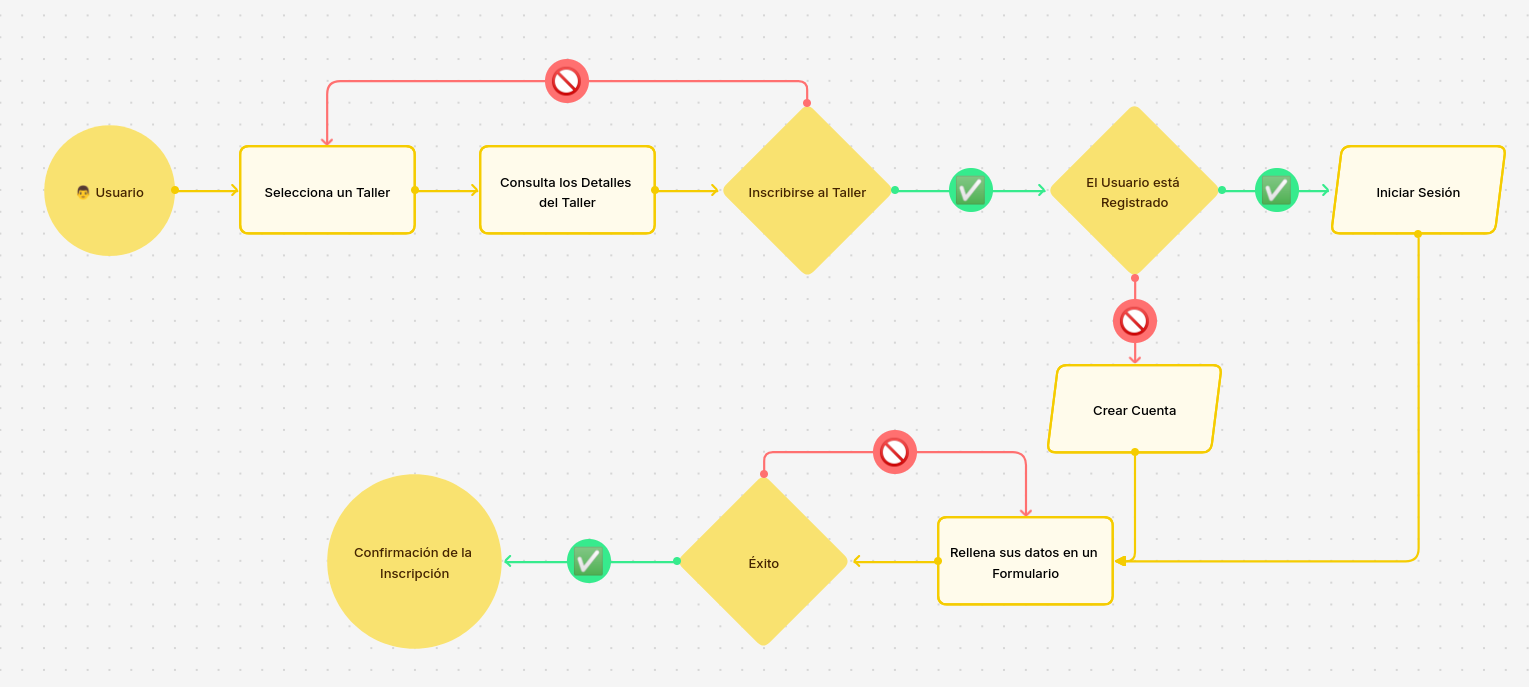 👨 Usuario
Selecciona un Taller
Consulta los Detalles
del Taller
Inscribirse al Taller
El Usuario está
Registrado
Iniciar Sesión
Crear Cuenta
Rellena sus datos en un
Formulario
Éxito
Confirmación de la
Inscripción